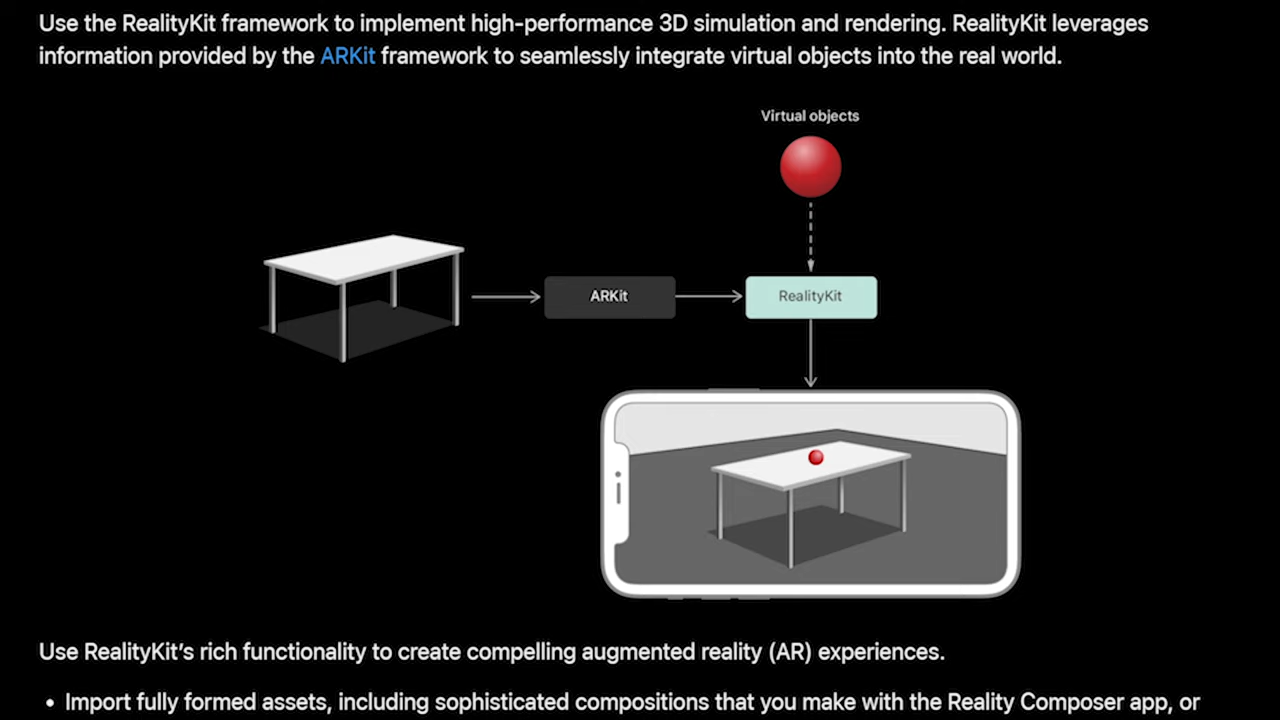 Use the RealityKit framework to implement high-performance 3D simulation and rendering. RealityKit leverages
information provided by the ARKit framework to seamlessly integrate virtual objects into the real world.
Virtual objects
ARKit
RealityKit
Use RealityKit’s rich functionality to create compelling augmented reality (AR) experiences.
• Import fully formed assets, including sophisticated compositions that you make with the Reality Composer app, or